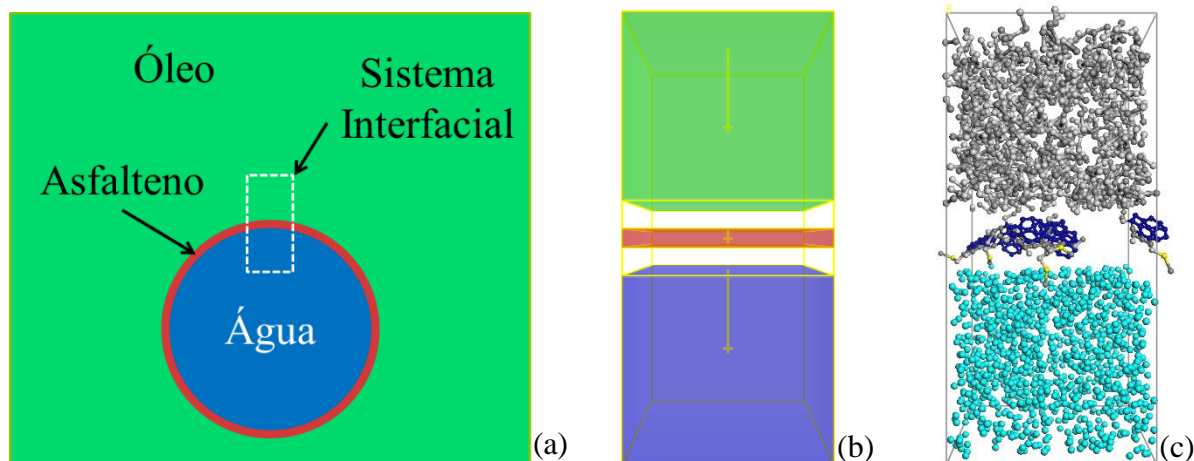 Óleo
Sistema
Interfacial
Asfalteno
Água
(a)
(b)
(c)